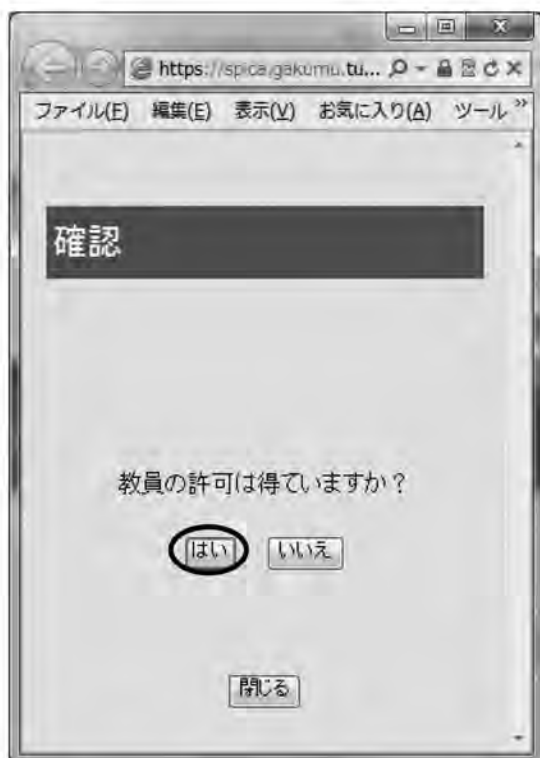 https://spica.gakumu.tu...
ファイル(F) 編集(E) 表示(V) お気に入り(A) ツール »
確認
教員の許可は得ていますか？
はい いいえ
閉じる